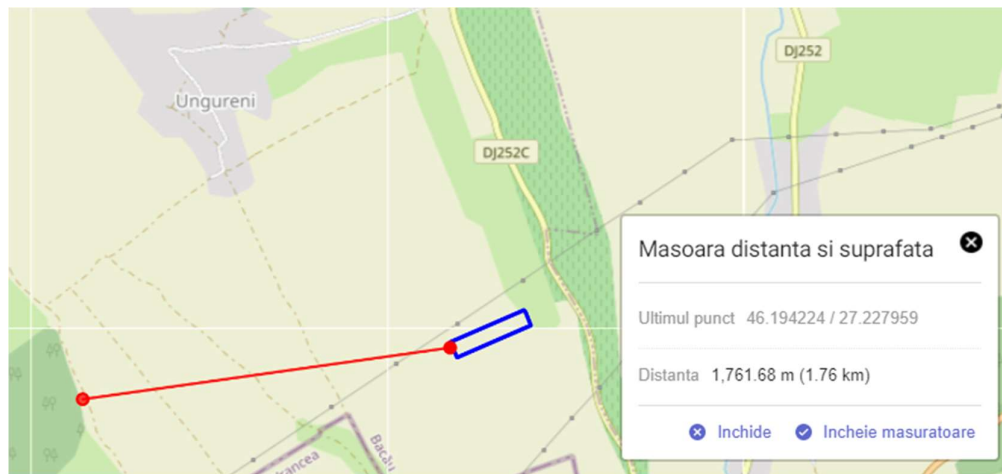 DJ252
Ungureni
DJ252C
Masoara distanta si suprafata
Ultimul punct 46.194224 / 27.227959
Distanta 1,761.68 m (1.76 km)
Inchide Incheie masuratoare
Bacău
rancea